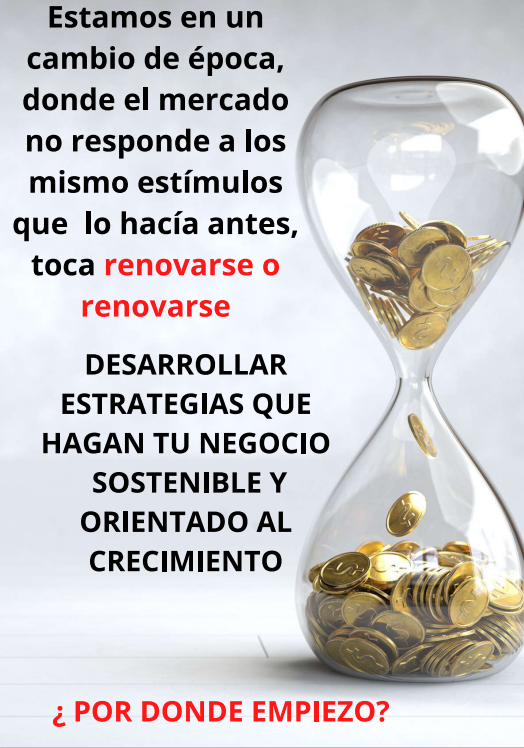 Estamos en un
cambio de época,
donde el mercado
no responde a los
mismo estímulos
que lo hacía antes,
toca renovarse o
renovarse
DESARROLLAR
ESTRATEGIAS QUE
HAGAN TU NEGOCIO
SOSTENIBLE Y
ORIENTADO AL
CRECIMIENTO
¿ POR DONDE EMPIEZO?